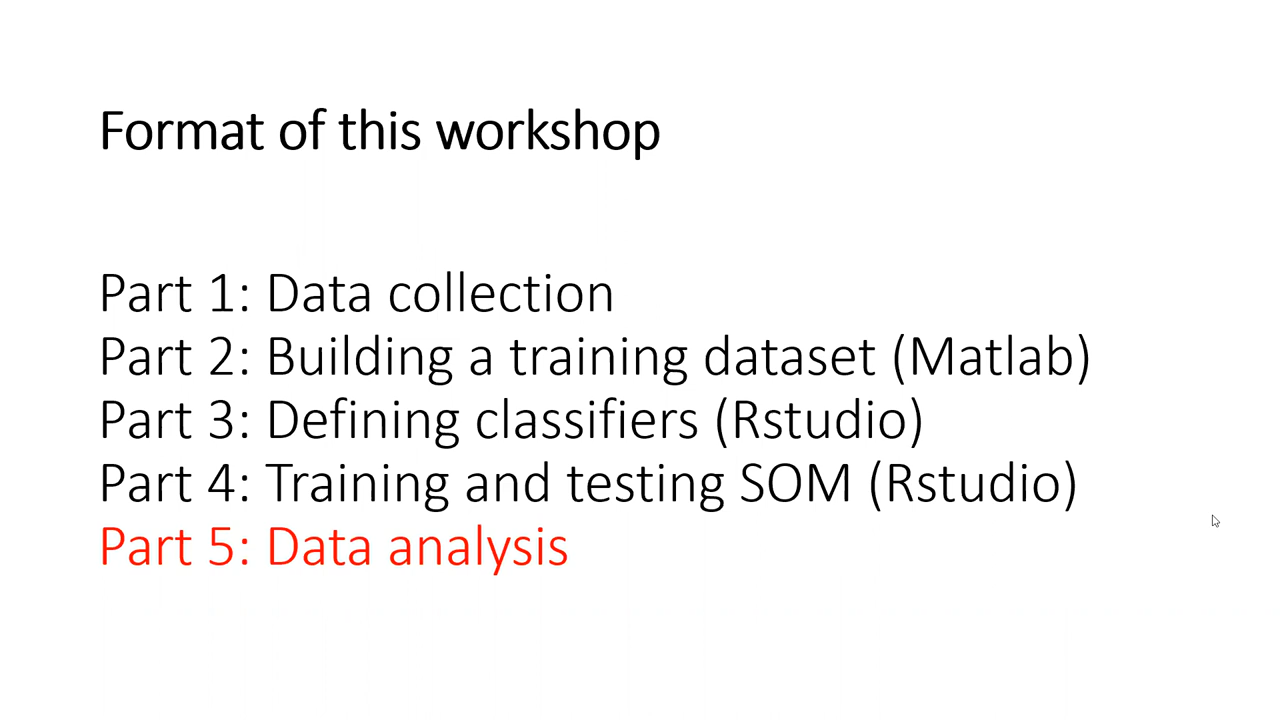 Format of this workshop
Part 1: Data collection
Part 2: Building a training dataset (Matlab)
Part 3: Defining classifiers (Rstudio)
Part 4: Training and testing SOM (Rstudio)
Part 5: Data analysis